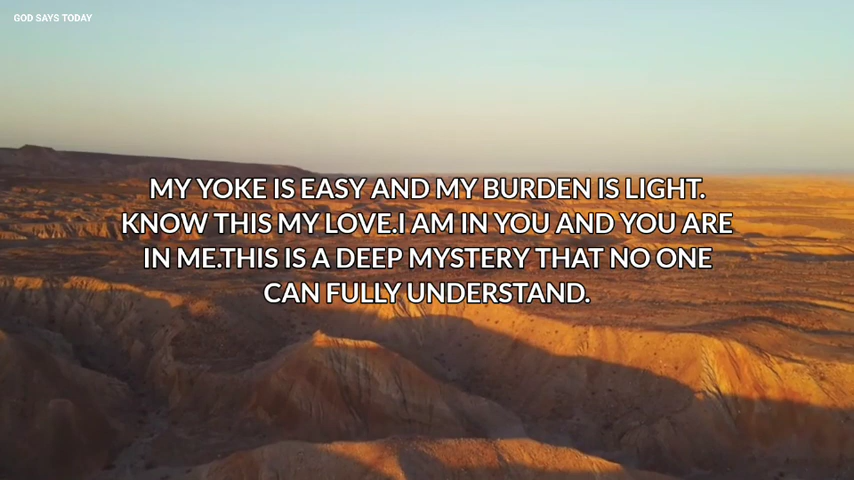 GOD SAYS TODAY
MY YOKE IS EASY AND MY BURDEN IS LIGHT.
KNOW THIS MY LOVE.I AM IN YOU AND YOU ARE
IN ME.THIS IS A DEEP MYSTERY THAT NO ONE
CAN FULLY UNDERSTAND.